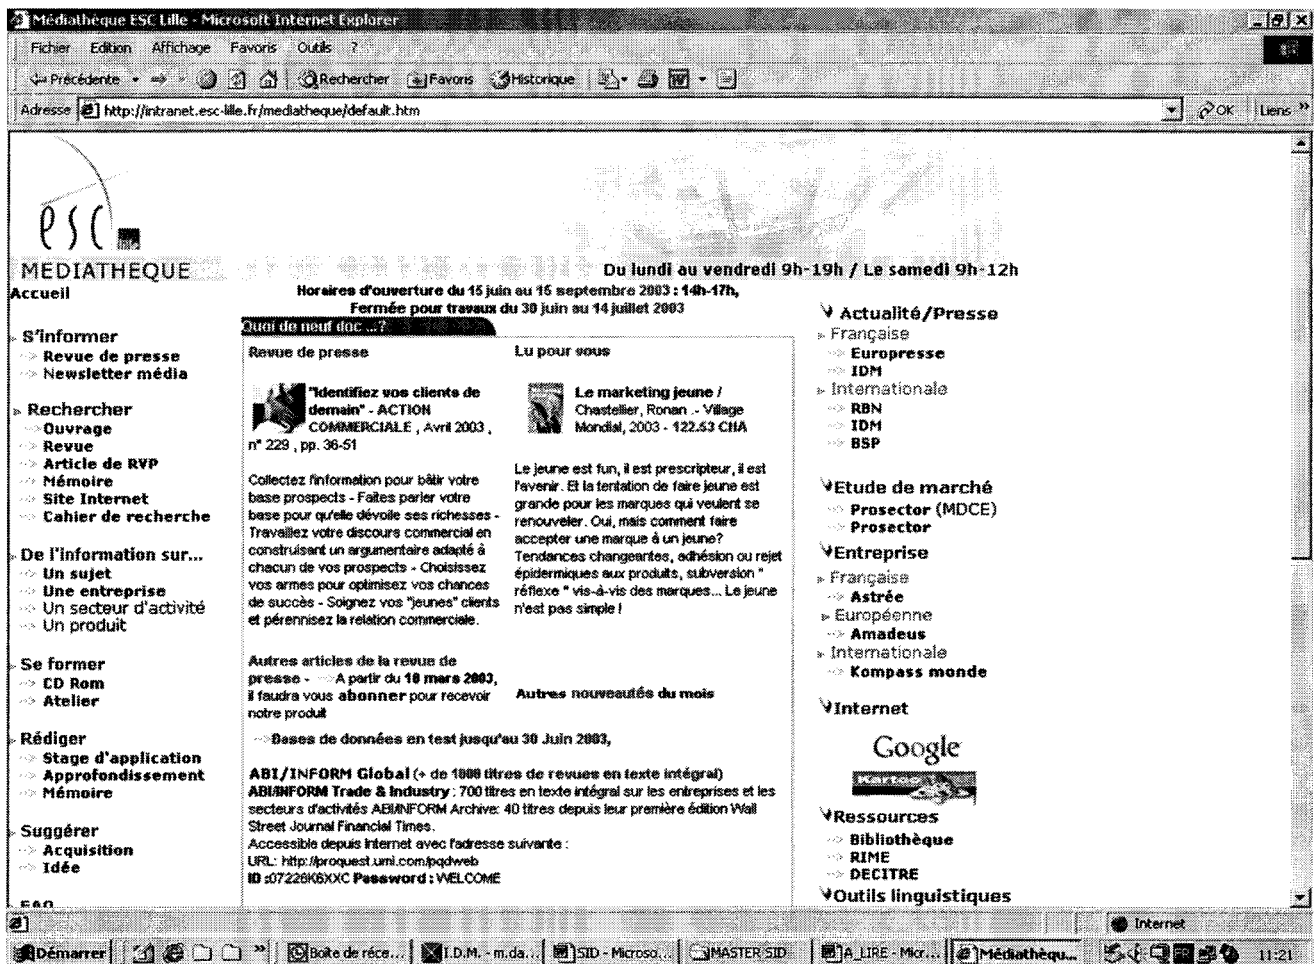 Médiathèque ESC Lille - Microsoft Internet Explorer
Fichier Edition Affichage Favoris Outils ?
Précédente Rechercher Favoris Historique
Adresse http://intranet.esc-lille.fr/mediatheque/default.htm OK Liens »
esc
MEDIATHEQUE
Du lundi au vendredi 9h-19h / Le samedi 9h-12h
Accueil
Horaires d'ouverture du 15 juin au 15 septembre 2003 : 14h-17h,
Fermée pour travaux du 30 juin au 14 juillet 2003
S'informer
Revue de presse
Newsletter média
Rechercher
Ouvrage
Revue
Article de RVP
Mémoire
Site Internet
Cahier de recherche
De l'information sur...
Un sujet
Une entreprise
Un secteur d'activité
Un produit
Se former
CD Rom
Atelier
Rédiger
Stage d'application
Approfondissement
Mémoire
Suggérer
Acquisition
Idée
FAQ
Quoi de neuf doc ...?
Revue de presse
"Identifiez vos clients de
demain" - ACTION
COMMERCIALE , Avril 2003 ,
n° 229 , pp. 36-51
Collectez l'information pour bâtir votre
base prospects - Faites parler votre
base pour qu'elle dévoile ses richesses -
Travaillez votre discours commercial en
construisant un argumentaire adapté à
chacun de vos prospects - Choisissez
vos armes pour optimisez vos chances
de succès - Soignez vos "jeunes" clients
et pérennisez la relation commerciale.
Autres articles de la revue de
presse - A partir du 10 mars 2003,
il faudra vous abonner pour recevoir
notre produit
Lu pour vous
Le marketing jeune /
Chastellier, Ronan .- Village
Mondial, 2003 - 122.53 CHA
Le jeune est fun, il est prescripteur, il est
l'avenir. Et la tentation de faire jeune est
grande pour les marques qui veulent se
renouveler. Oui, mais comment faire
accepter une marque à un jeune?
Tendances changeantes, adhésion ou rejet
épidermiques aux produits, subversion "
réflexe " vis-à-vis des marques... Le jeune
n'est pas simple !
Autres nouveautés du mois
Bases de données en test jusqu'au 30 Juin 2003,
ABI/INFORM Global (+ de 1000 titres de revues en texte intégral)
ABI/INFORM Trade & Industry : 700 titres en texte intégral sur les entreprises et les
secteurs d'activités ABI/INFORM Archive: 40 titres depuis leur première édition Wall
Street Journal Financial Times.
Accessible depuis Internet avec l'adresse suivante :
URL: http://proquest.umi.com/pqdweb
ID :07226K6XXC Password : WELCOME
Actualité/Presse
Française
Europresse
IDM
Internationale
RBN
IDM
BSP
Etude de marché
Prosector (MDCE)
Prosector
Entreprise
Française
Astrée
Européenne
Amadeus
Internationale
Kompass monde
Internet
Google
Kartoo
Ressources
Bibliothèque
RIME
DECITRE
Outils linguistiques
Internet
Démarrer » Boîte de réce... I.D.M. - m.da... SID - Microso... MASTER SID A_LIRE - Micr... Médiathèqu... FR 11:21